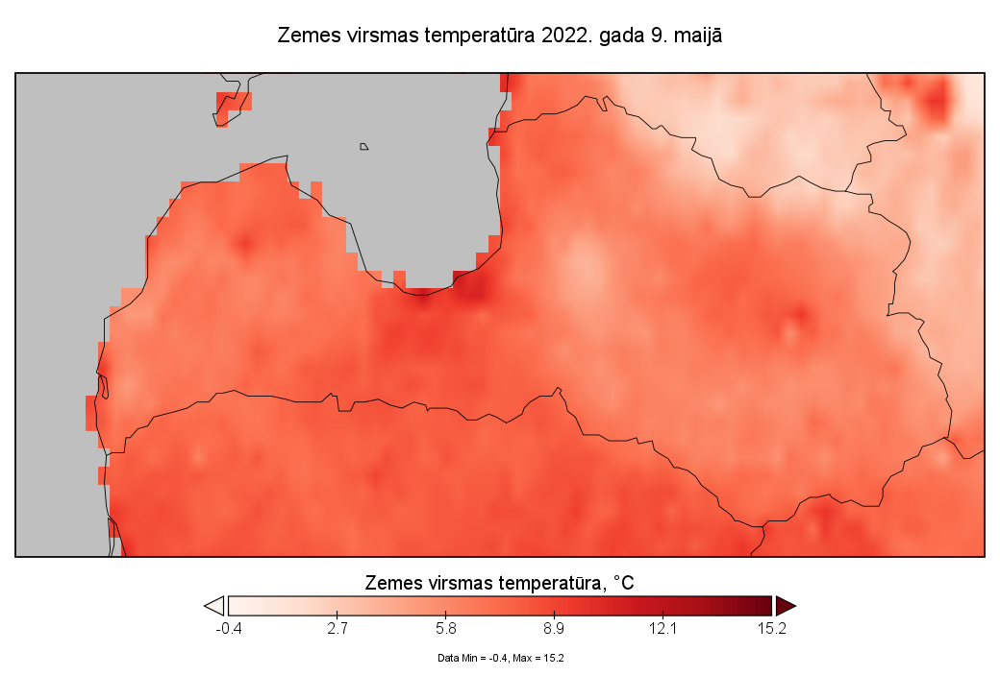 Zemes virsmas temperatūra 2022. gada 9. maijā
Zemes virsmas temperatūra, °C
-0.4 2.7 5.8 8.9 12.1 15.2
Data Min = -0.4, Max = 15.2